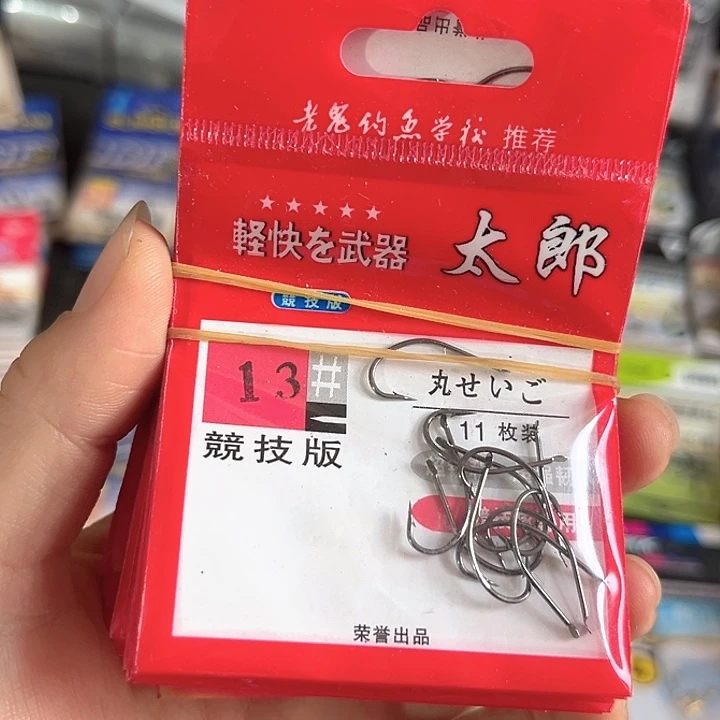 老鬼钓鱼学校 推荐
★★★★★
軽快を武器 太郎
競技版
13#
丸せいご
11 枚装
競技版
荣誉出品